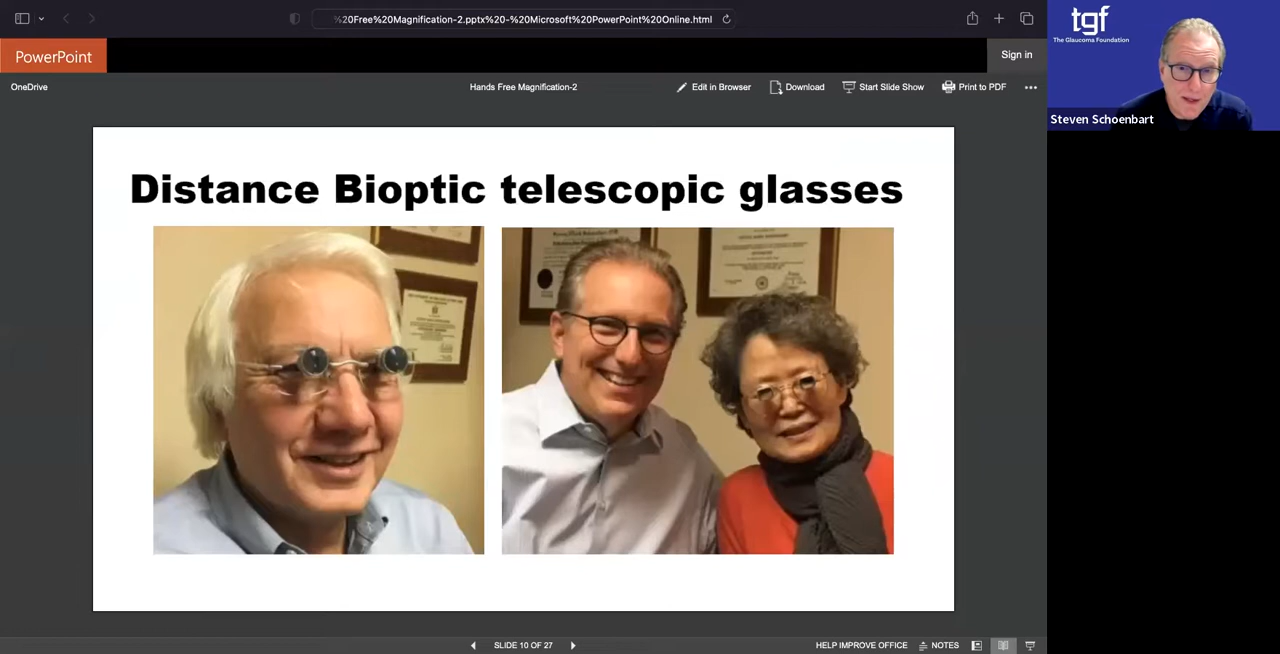 %20Free%20Magnification-2.pptx%20-%20Microsoft%20PowerPoint%20Online.html
tgf
The Glaucoma Foundation
PowerPoint
Sign in
OneDrive
Hands Free Magnification-2
Edit in Browser
Download
Start Slide Show
Print to PDF
Steven Schoenbart
Distance Bioptic telescopic glasses
SLIDE 10 OF 27
HELP IMPROVE OFFICE
NOTES